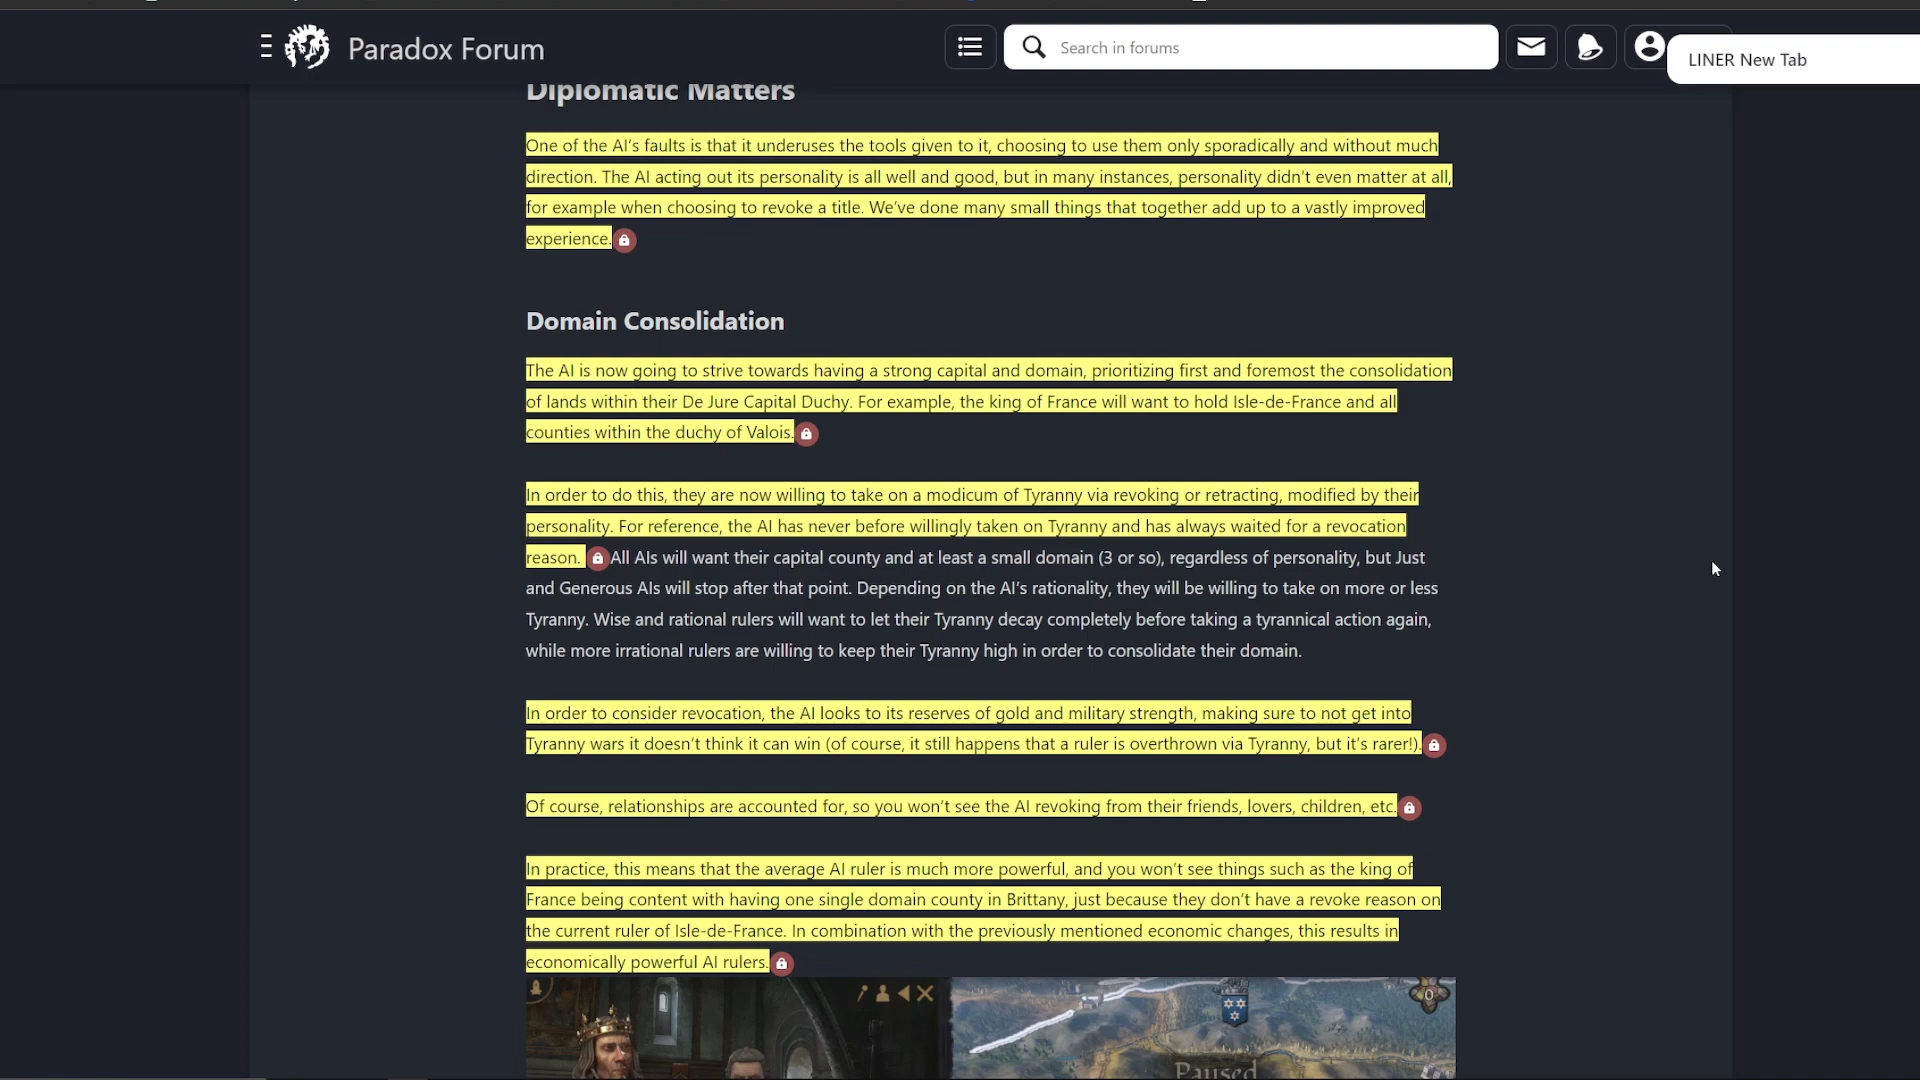 Paradox Forum
Search in forums
LINER New Tab
Diplomatic Matters
One of the AI's faults is that it underuses the tools given to it, choosing to use them only sporadically and without much
direction. The AI acting out its personality is all well and good, but in many instances, personality didn't even matter at all,
for example when choosing to revoke a title. We've done many small things that together add up to a vastly improved
experience.
Domain Consolidation
The AI is now going to strive towards having a strong capital and domain, prioritizing first and foremost the consolidation
of lands within their De Jure Capital Duchy. For example, the king of France will want to hold Isle-de-France and all
counties within the duchy of Valois.
In order to do this, they are now willing to take on a modicum of Tyranny via revoking or retracting, modified by their
personality. For reference, the AI has never before willingly taken on Tyranny and has always waited for a revocation
reason. All AIs will want their capital county and at least a small domain (3 or so), regardless of personality, but Just
and Generous AIs will stop after that point. Depending on the AI's rationality, they will be willing to take on more or less
Tyranny. Wise and rational rulers will want to let their Tyranny decay completely before taking a tyrannical action again,
while more irrational rulers are willing to keep their Tyranny high in order to consolidate their domain.
In order to consider revocation, the AI looks to its reserves of gold and military strength, making sure to not get into
Tyranny wars it doesn't think it can win (of course, it still happens that a ruler is overthrown via Tyranny, but it's rarer!).
Of course, relationships are accounted for, so you won't see the AI revoking from their friends, lovers, children, etc.
In practice, this means that the average AI ruler is much more powerful, and you won't see things such as the king of
France being content with having one single domain county in Brittany, just because they don't have a revoke reason on
the current ruler of Isle-de-France. In combination with the previously mentioned economic changes, this results in
economically powerful AI rulers.
0
Paused